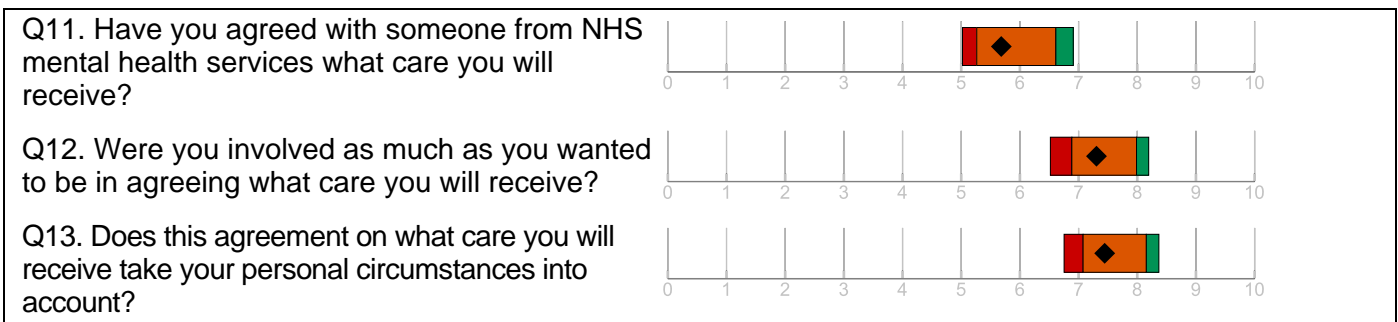 Q11. Have you agreed with someone from NHS
mental health services what care you will
receive?
0 1 2 3 4 5 6 7 8 9 10
Q12. Were you involved as much as you wanted
to be in agreeing what care you will receive?
0 1 2 3 4 5 6 7 8 9 10
Q13. Does this agreement on what care you will
receive take your personal circumstances into
account?
0 1 2 3 4 5 6 7 8 9 10